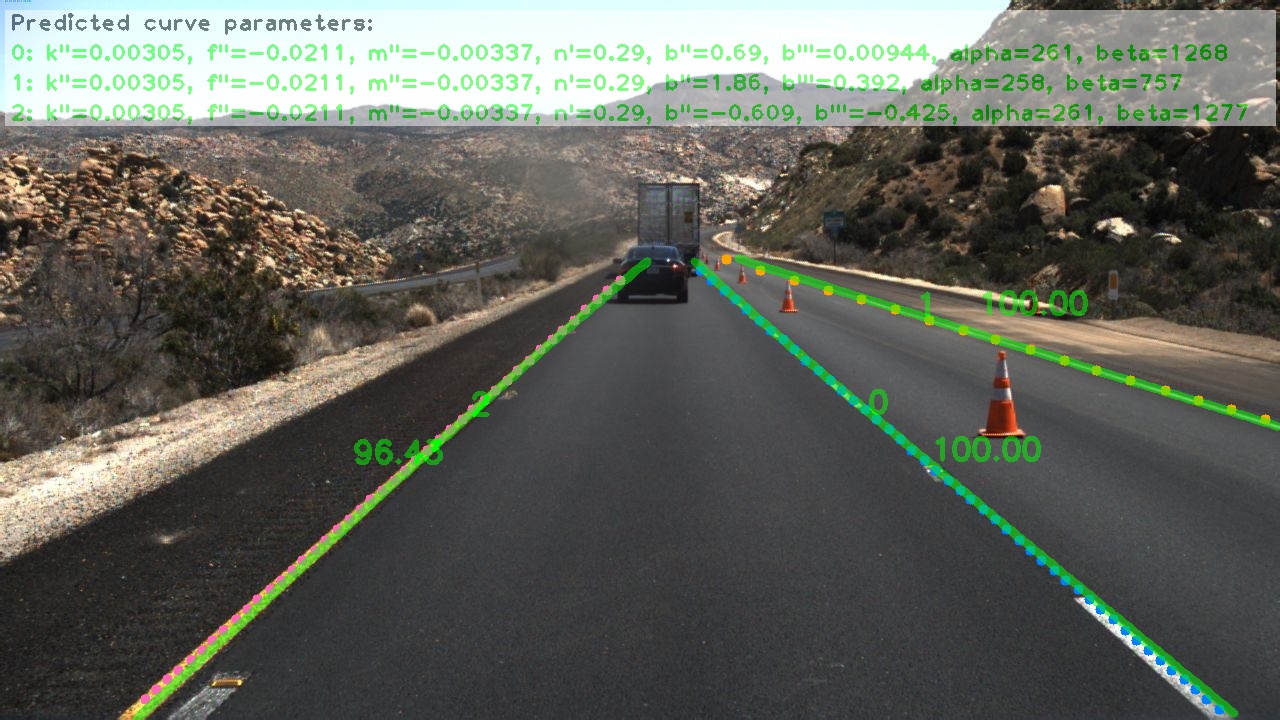 Predicted curve parameters:
0: k''=0.00305, f''=-0.0211, m''=-0.00337, n'=0.29, b''=0.69, b'''=0.00944, alpha=261, beta=1268
1: k''=0.00305, f''=-0.0211, m''=-0.00337, n'=0.29, b''=1.86, b'''=0.392, alpha=258, beta=757
2: k''=0.00305, f''=-0.0211, m''=-0.00337, n'=0.29, b''=-0.609, b'''=-0.425, alpha=261, beta=1277
1 100.00
2 0
96.43 100.00